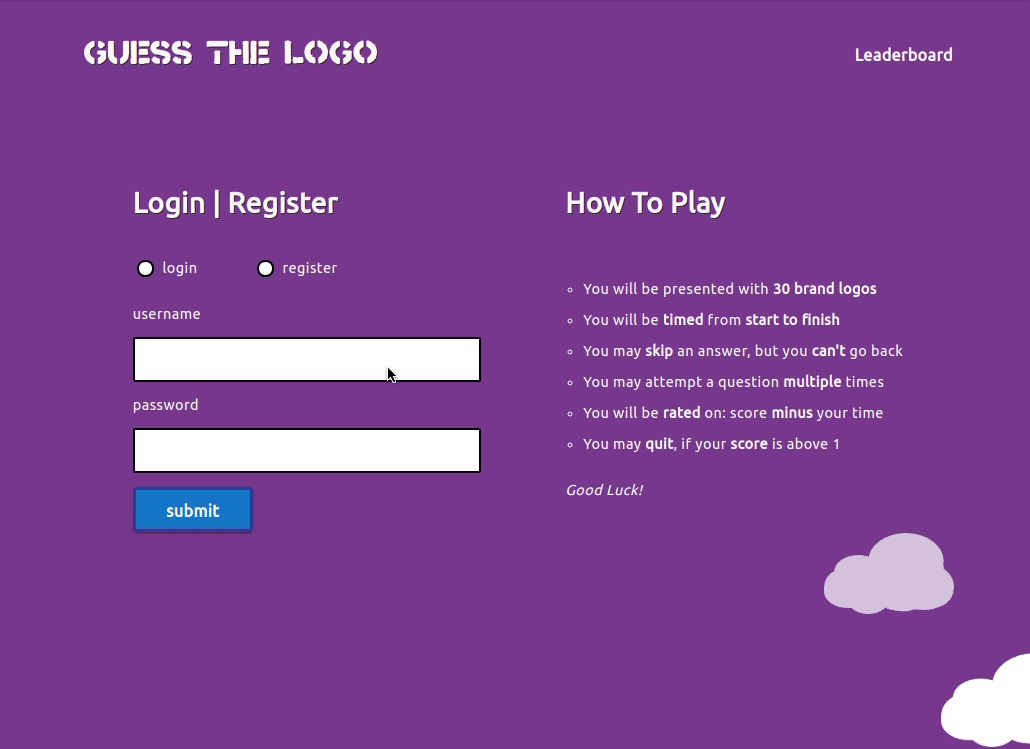 GUESS THE LOGO
Leaderboard
Login | Register
login
register
username
password
submit
How To Play
You will be presented with 30 brand logos
You will be timed from start to finish
You may skip an answer, but you can't go back
You may attempt a question multiple times
You will be rated on: score minus your time
You may quit, if your score is above 1
Good Luck!